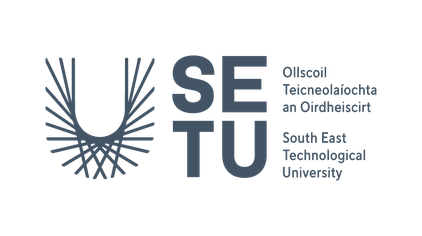 SE
TU
Ollscoil
Teicneolaíochta
an Oirdheiscirt
South East
Technological
University